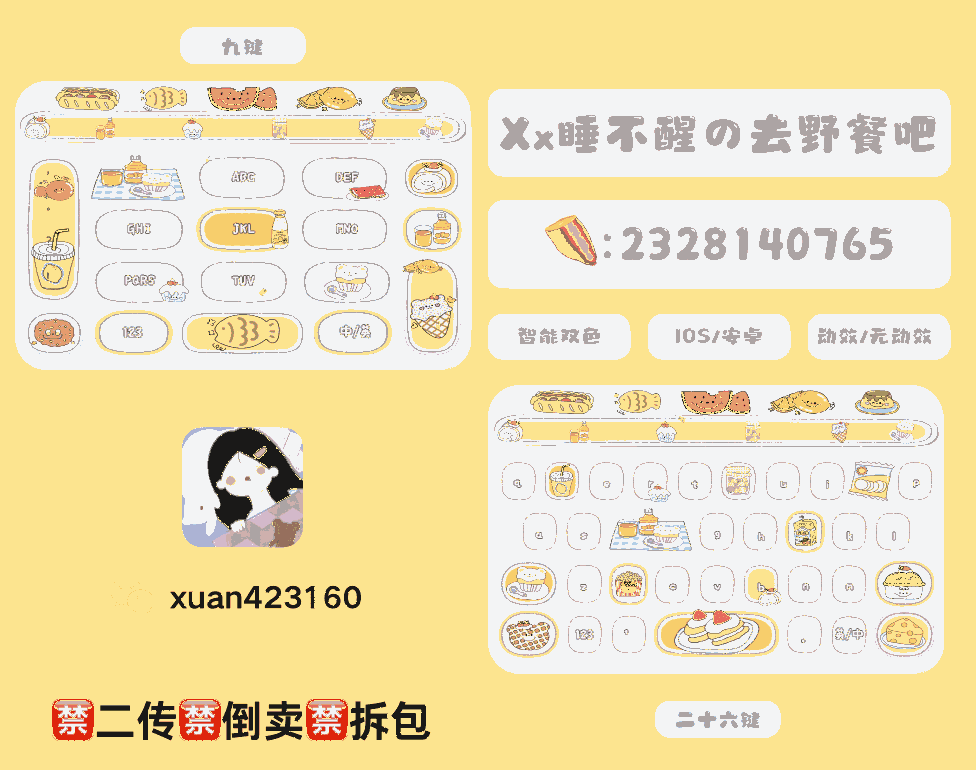 九键
Xx睡不醒の去野餐吧
:2328140765
智能双色
IOS/安卓
动效/无动效
ABC
DEF
GHJ
JKL
MNO
PQRS
TUV
123
中/英
q
e
r
t
u
i
p
a
s
g
h
k
l
z
c
v
b
n
m
123
英/中
xuan423160
禁二传禁倒卖禁拆包
二十六键